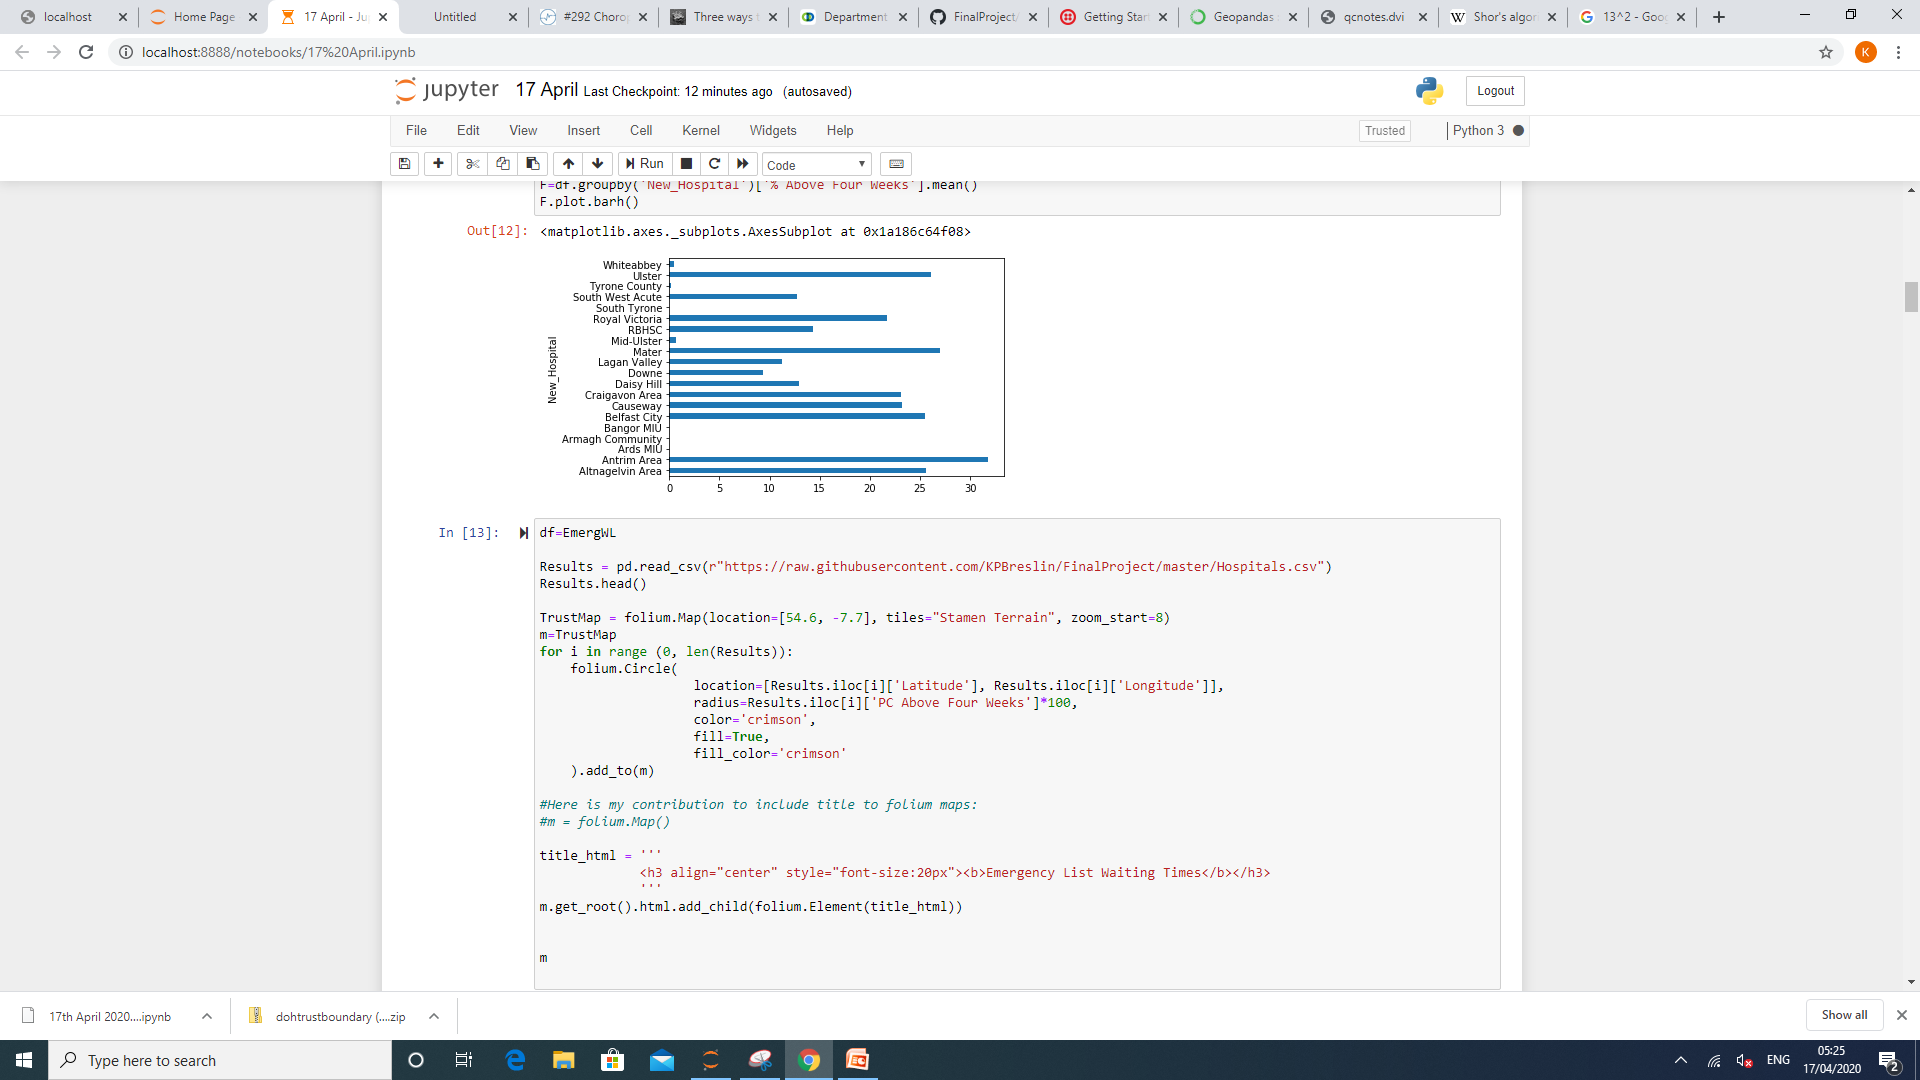 localhost
Home Page
17 April - Ju
Untitled
#292 Chorop
Three ways t
Department
FinalProject/
Getting Star
Geopandas
qcnotes.dvi
Shor's algor
13^2 - Goog
localhost:8888/notebooks/17%20April.ipynb
K
jupyter 17 April Last Checkpoint: 12 minutes ago (autosaved)
Logout
File Edit View Insert Cell Kernel Widgets Help
Trusted
Python 3
Run
Code
F=df.groupby('New_Hospital')['% Above Four Weeks'].mean()
F.plot.barh()
Out[12]: <matplotlib.axes._subplots.AxesSubplot at 0x1a186c64f08>
New_Hospital
Whiteabbey
Ulster
Tyrone County
South West Acute
South Tyrone
Royal Victoria
RBHSC
Mid-Ulster
Mater
Lagan Valley
Downe
Daisy Hill
Craigavon Area
Causeway
Belfast City
Bangor MIU
Armagh Community
Ards MIU
Antrim Area
Altnagelvin Area
0 5 10 15 20 25 30
In [13]:
df=EmergWL
Results = pd.read_csv(r"https://raw.githubusercontent.com/KPBreslin/FinalProject/master/Hospitals.csv")
Results.head()
TrustMap = folium.Map(location=[54.6, -7.7], tiles="Stamen Terrain", zoom_start=8)
m=TrustMap
for i in range (0, len(Results)):
folium.Circle(
location=[Results.iloc[i]['Latitude'], Results.iloc[i]['Longitude']],
radius=Results.iloc[i]['PC Above Four Weeks']*100,
color='crimson',
fill=True,
fill_color='crimson'
).add_to(m)
#Here is my contribution to include title to folium maps:
#m = folium.Map()
title_html = '''
<h3 align="center" style="font-size:20px"><b>Emergency List Waiting Times</b></h3>
'''
m.get_root().html.add_child(folium.Element(title_html))
m
17th April 2020....ipynb
dohtrustboundary (....zip
Show all
Type here to search
ENG
05:25
17/04/2020
2